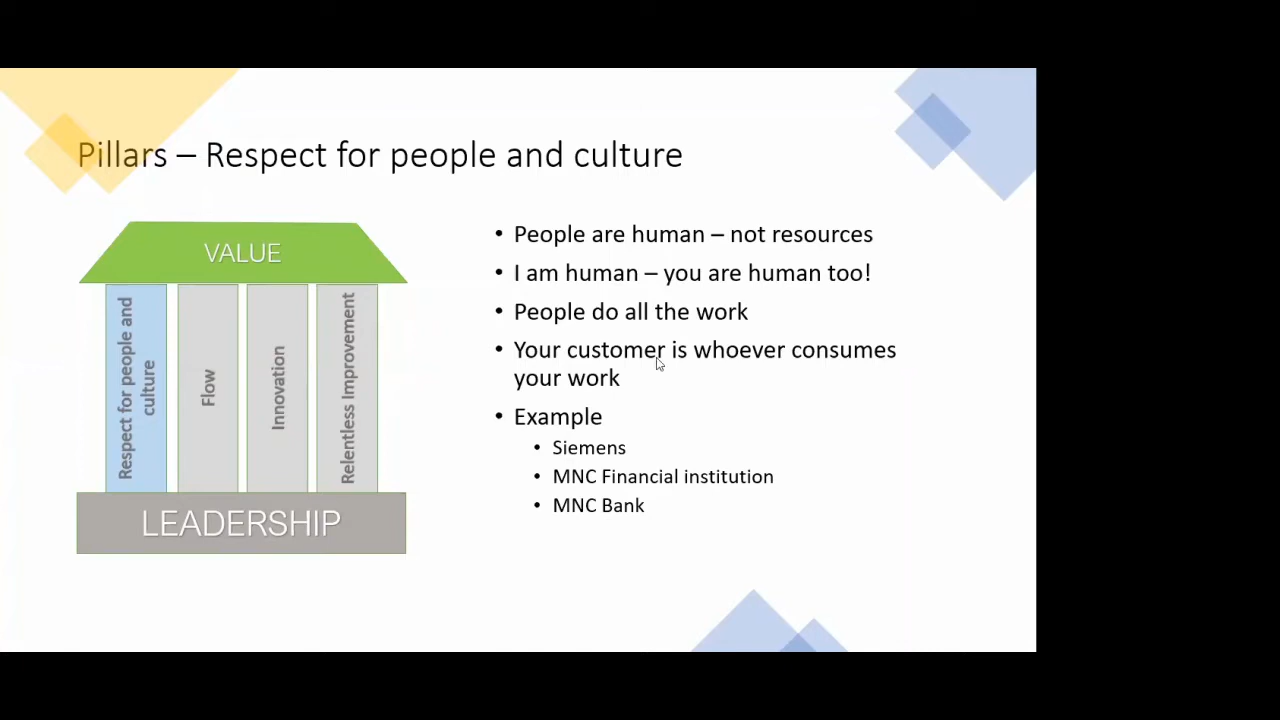 Pillars – Respect for people and culture
VALUE
Respect for people and
culture
Flow
Innovation
Relentless Improvement
LEADERSHIP
• People are human – not resources
• I am human – you are human too!
• People do all the work
• Your customer is whoever consumes
your work
• Example
• Siemens
• MNC Financial institution
• MNC Bank